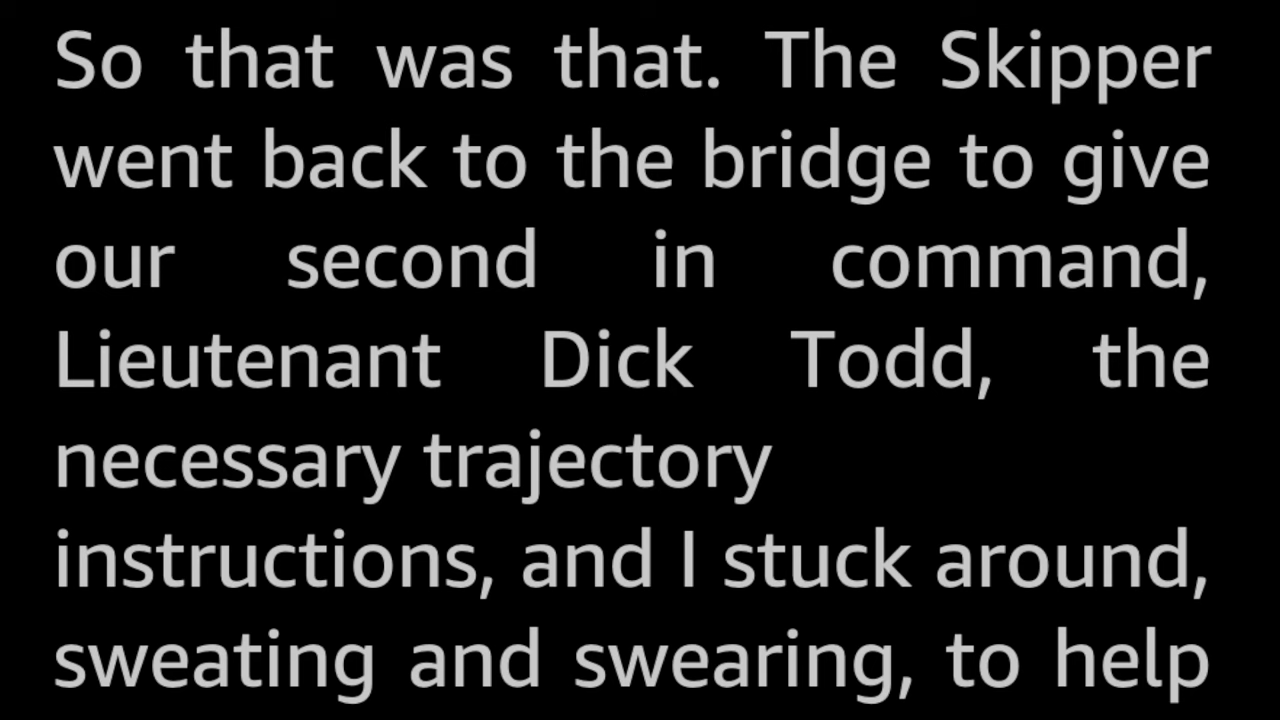 So that was that. The Skipper
went back to the bridge to give
our second in command,
Lieutenant Dick Todd, the
necessary trajectory
instructions, and I stuck around,
sweating and swearing, to help